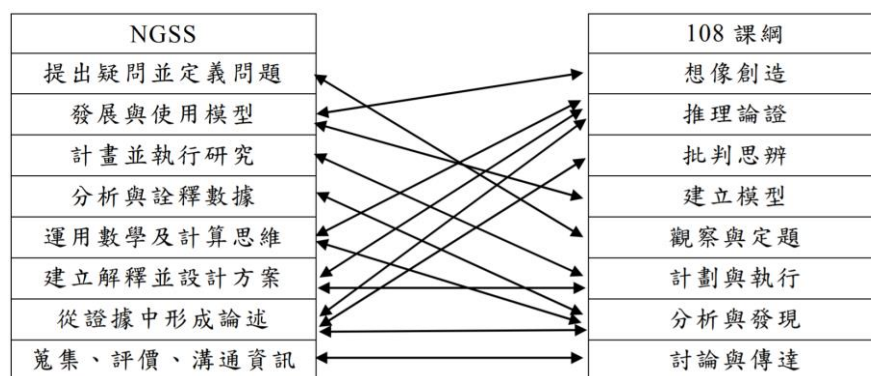 NGSS
提出疑問並定義問題
發展與使用模型
計畫並執行研究
分析與詮釋數據
運用數學及計算思維
建立解釋並設計方案
從證據中形成論述
蒐集、評價、溝通資訊
108 課綱
想像創造
推理論證
批判思辨
建立模型
觀察與定題
計劃與執行
分析與發現
討論與傳達